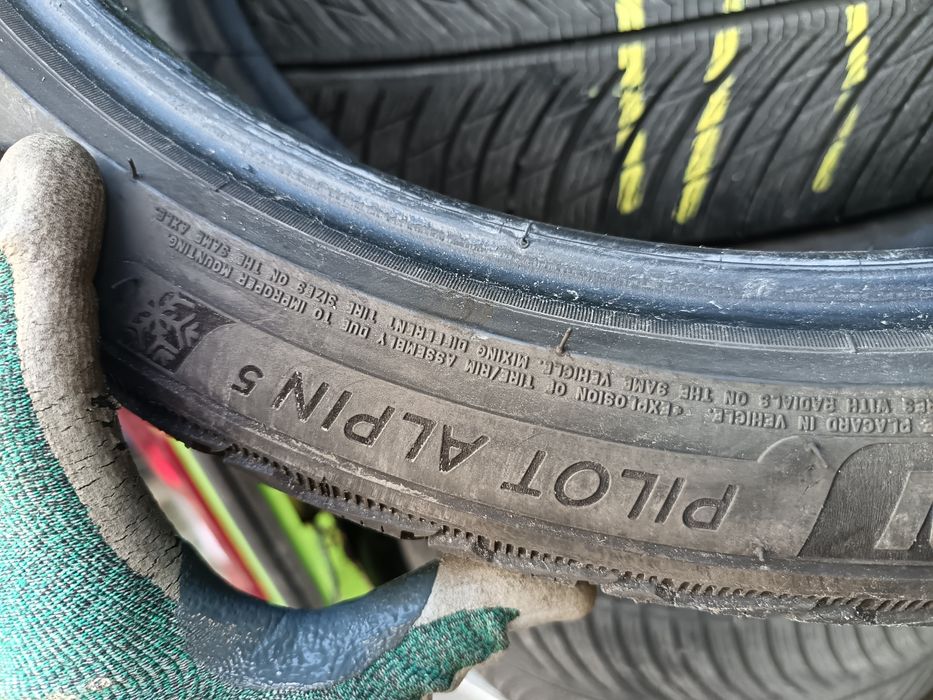 PILOT ALPIN 5
PLACARD IN VEHICLE. •EXPLOSION OF TIRE/RIM ASSEMBLY DUE TO IMPROPER MOUNTING.
WITH RADIALS ON THE SAME VEHICLE. MIXING DIFFERENT TIRE SIZES ON THE SAME AXLE.